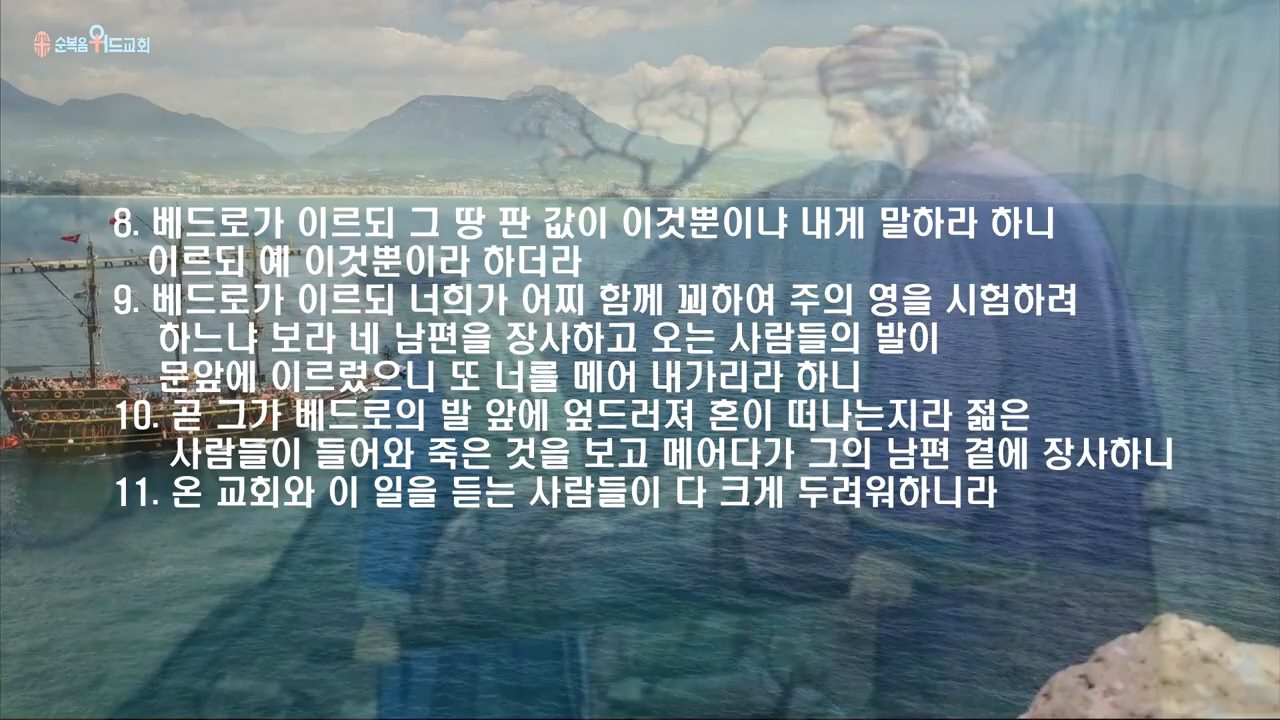 순복음워드교회
8. 베드로가 이르되 그 땅 판 값이 이것뿐이냐 내게 말하라 하니
이르되 예 이것뿐이라 하더라
9. 베드로가 이르되 너희가 어찌 함께 꾀하여 주의 영을 시험하려
하느냐 보라 네 남편을 장사하고 오는 사람들의 발이
문앞에 이르렀으니 또 너를 메어 내가리라 하니
10. 곧 그가 베드로의 발 앞에 엎드러져 혼이 떠나는지라 젊은
사람들이 들어와 죽은 것을 보고 메어다가 그의 남편 곁에 장사하니
11. 온 교회와 이 일을 듣는 사람들이 다 크게 두려워하니라